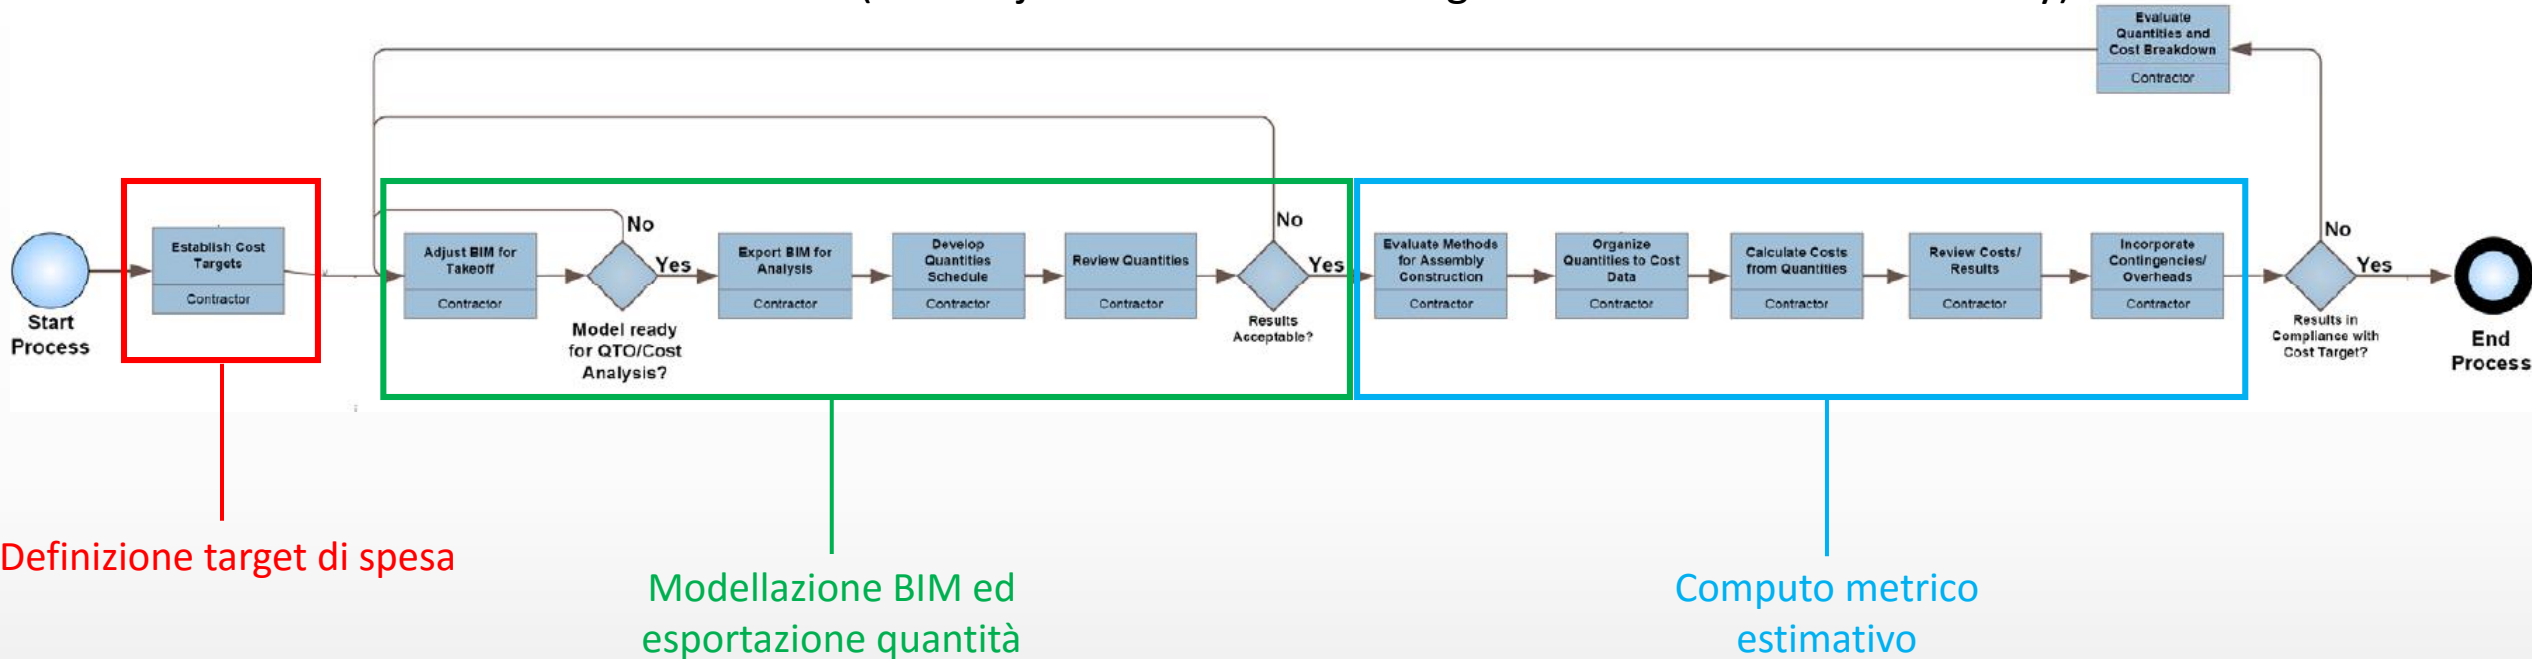 Evaluate
Quantities and
Cost Breakdown
Contractor
Establish Cost
Targets
Contractor
Start
Process
Adjust BIM for
Takeoff
Contractor
No
Yes
Model ready
for QTO/Cost
Analysis?
Export BIM for
Analysis
Contractor
Develop
Quantities
Schedule
Contractor
Review Quantities
Contractor
No
Yes
Results
Acceptable?
Evaluate Methods
for Assembly
Construction
Contractor
Organize
Quantities to Cost
Data
Contractor
Calculate Costs
from Quantities
Contractor
Review Costs/
Results
Contractor
Incorporate
Contingencies/
Overheads
Contractor
No
Yes
Results in
Compliance with
Cost Target?
End
Process
Definizione target di spesa
Modellazione BIM ed
esportazione quantità
Computo metrico
estimativo